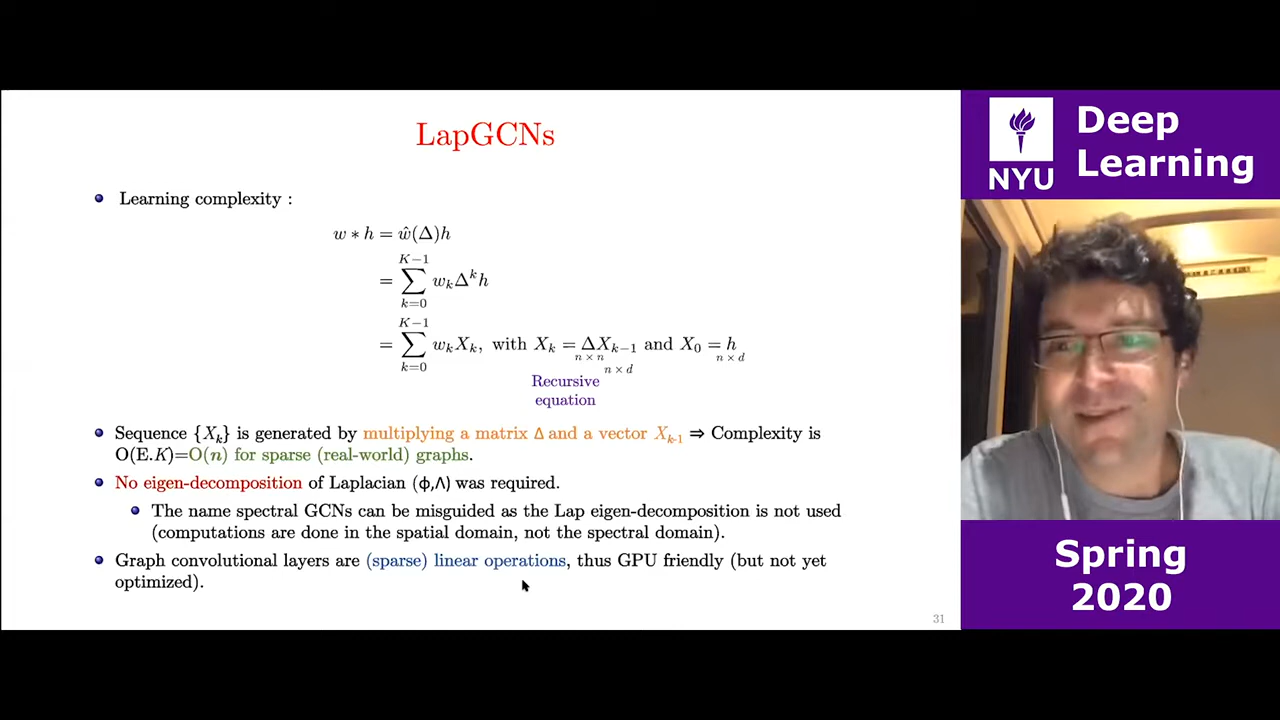 LapGCNs
Learning complexity :
w ∗ h = ŵ(Δ)h
= ∑_{k=0}^{K−1} w_k Δ^k h
= ∑_{k=0}^{K−1} w_k X_k, with X_k = Δ X_{k−1} and X_0 = h
n × n n × d n × d
Recursive
equation
Sequence {X_k} is generated by multiplying a matrix Δ and a vector X_{k-1} ⇒ Complexity is
O(E.K)=O(n) for sparse (real-world) graphs.
No eigen-decomposition of Laplacian (ϕ,Λ) was required.
The name spectral GCNs can be misguided as the Lap eigen-decomposition is not used
(computations are done in the spatial domain, not the spectral domain).
Graph convolutional layers are (sparse) linear operations, thus GPU friendly (but not yet
optimized).
31
NYU
Deep
Learning
Spring
2020